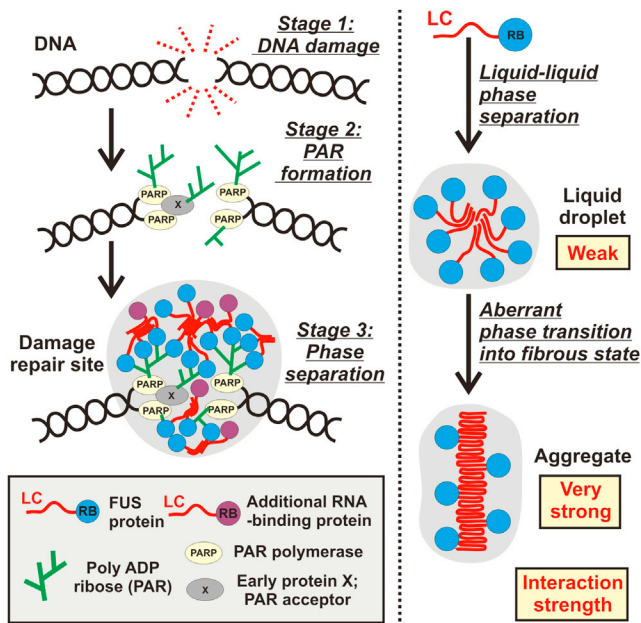 DNA
Stage 1:
DNA damage
Stage 2:
PAR
formation
PARP
X
PARP
PARP
PARP
Damage
repair site
Stage 3:
Phase
separation
PARP
PARP
X
PARP
PARP
LC
RB
FUS
protein
LC
RB
Additional RNA
-binding protein
Poly ADP
ribose (PAR)
PARP
PAR polymerase
X
Early protein X;
PAR acceptor
LC
RB
Liquid-liquid
phase
separation
Liquid
droplet
Weak
Aberrant
phase transition
into fibrous state
Aggregate
Very
strong
Interaction
strength